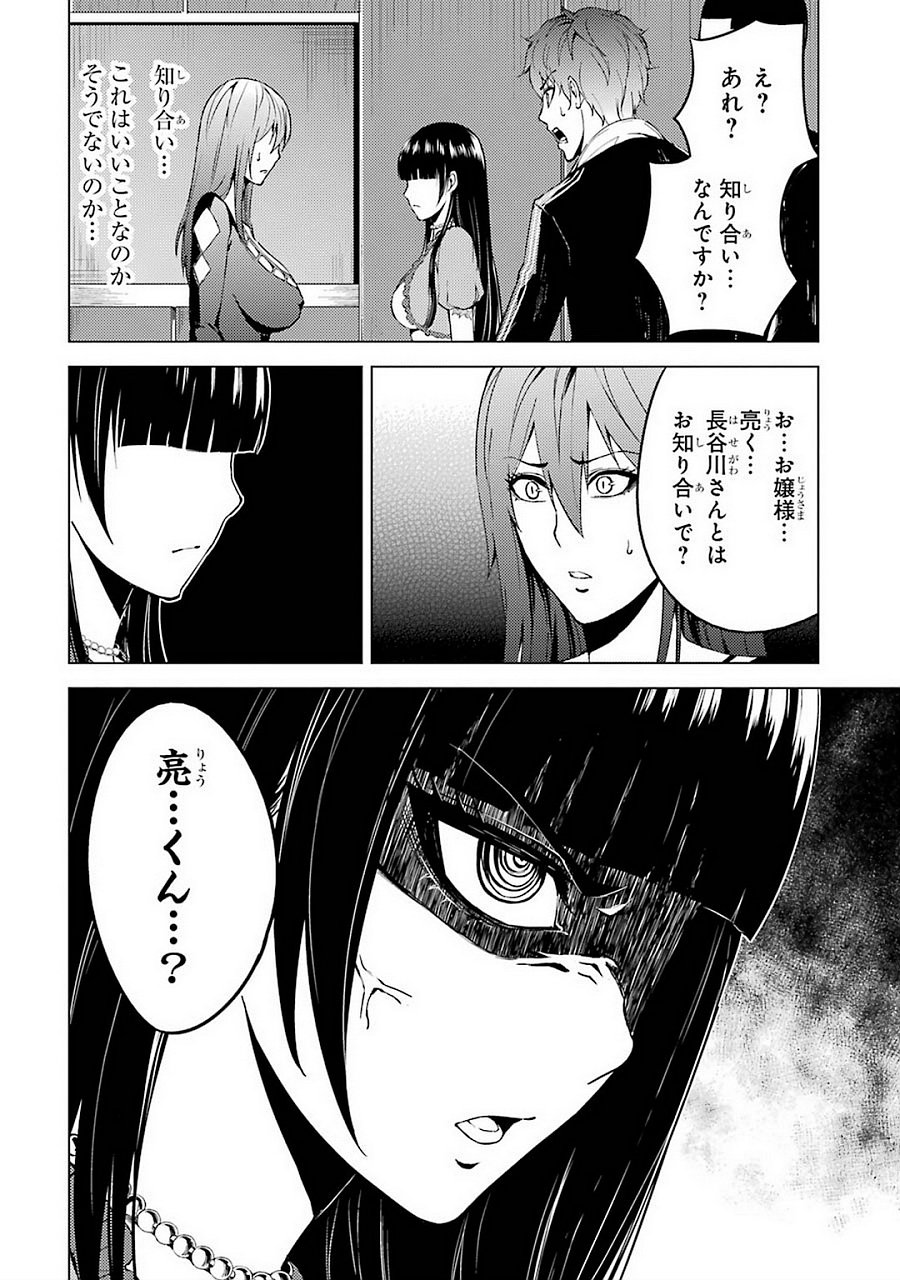 え？
あれ？
知り合い…
なんですか？
知り合い…
これはいいことなのか
そうでないのか…
お…お嬢様…
亮く…
長谷川さんとは
お知り合いで？
亮…くん…？